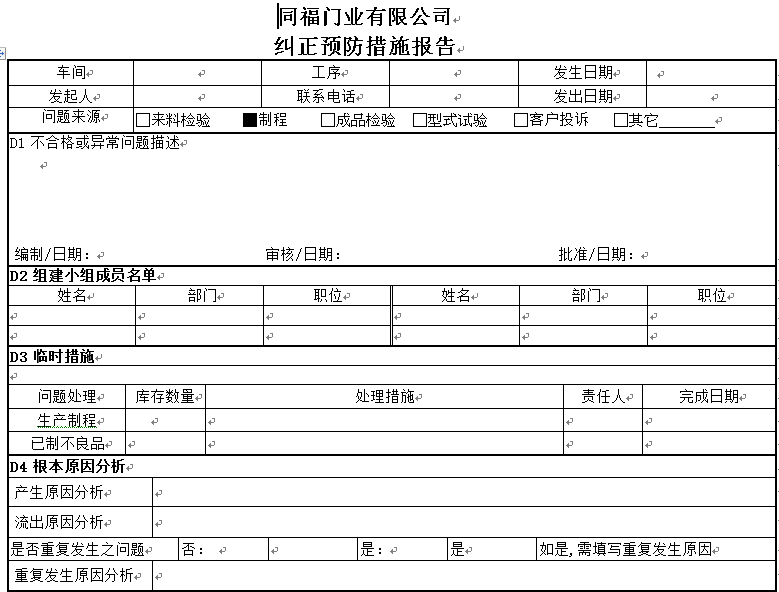 同福门业有限公司
纠正预防措施报告
车间 工序 发生日期
发起人 联系电话 发出日期
问题来源 □来料检验 ■制程 □成品检验 □型式试验 □客户投诉 □其它_______
D1 不合格或异常问题描述
编制/日期： 审核/日期： 批准/日期：
D2 组建小组成员名单
姓名 部门 职位 姓名 部门 职位
D3 临时措施
问题处理 库存数量 处理措施 责任人 完成日期
生产制程
已制不良品
D4 根本原因分析
产生原因分析
流出原因分析
是否重复发生之问题 否： 是： 是 如是,需填写重复发生原因
重复发生原因分析